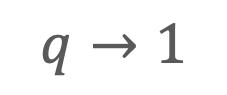 q → 1